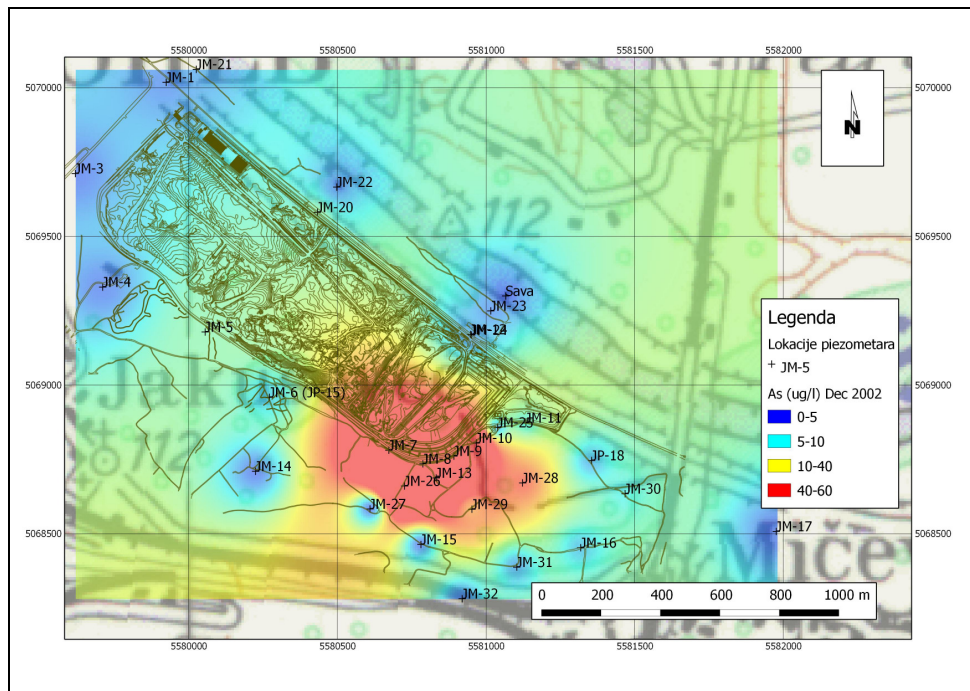 5580000 5580500 5581000 5581500 5582000
JM-21
JM-1
5070000 5070000
N
JM-3
JM-22
JM-20
112
5069500 5069500
JM-4
Sava
JM-23
JM-5
Legenda
Lokacije piezometara
JM-5
As (ug/l) Dec 2002
0-5
5-10
10-40
40-60
5069000 5069000
JM-6 (JP-15)
JM-11
JM-25
112
JM-10
JM-7
JM-9
JM-8
JP-18
JM-14
JM-13
JM-26
JM-28
JM-30
JM-27
JM-29
5068500 5068500
JM-17
JM-15
JM-16
Miče
JM-31
JM-32
0 200 400 600 800 1000 m
5580000 5580500 5581000 5581500 5582000